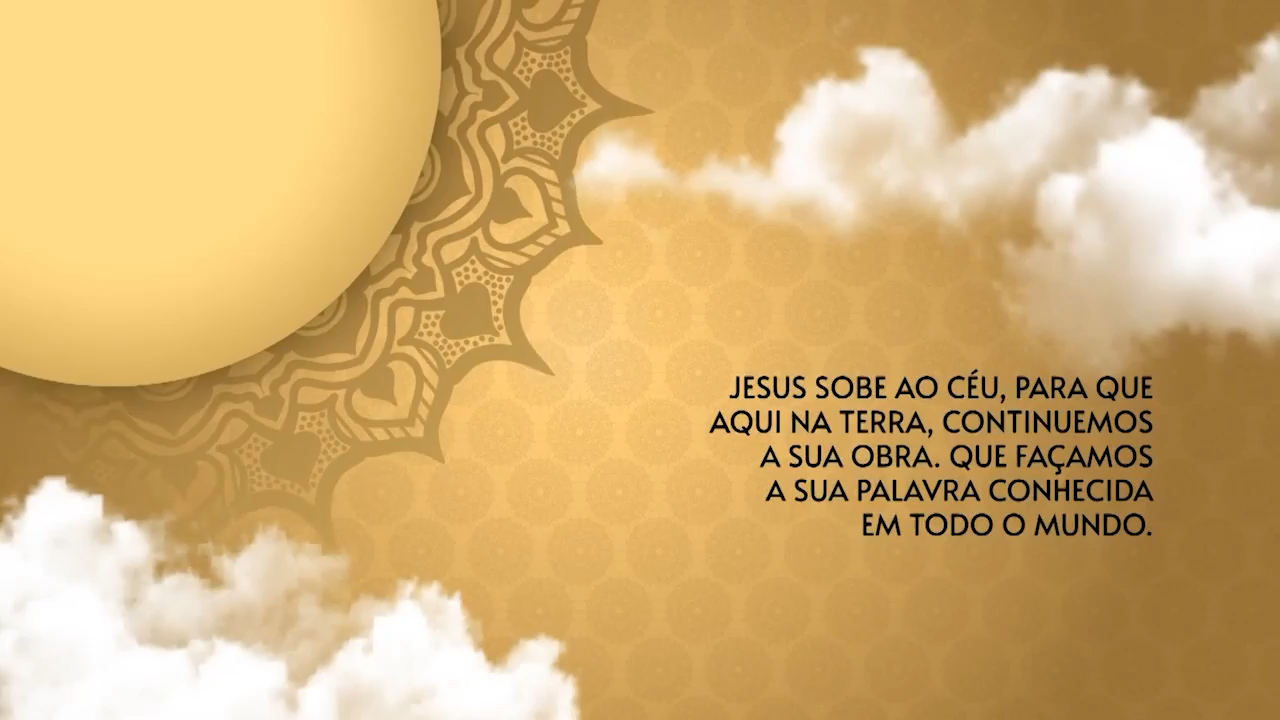 JESUS SOBE AO CÉU, PARA QUE
AQUI NA TERRA, CONTINUEMOS
A SUA OBRA. QUE FAÇAMOS
A SUA PALAVRA CONHECIDA
EM TODO O MUNDO.